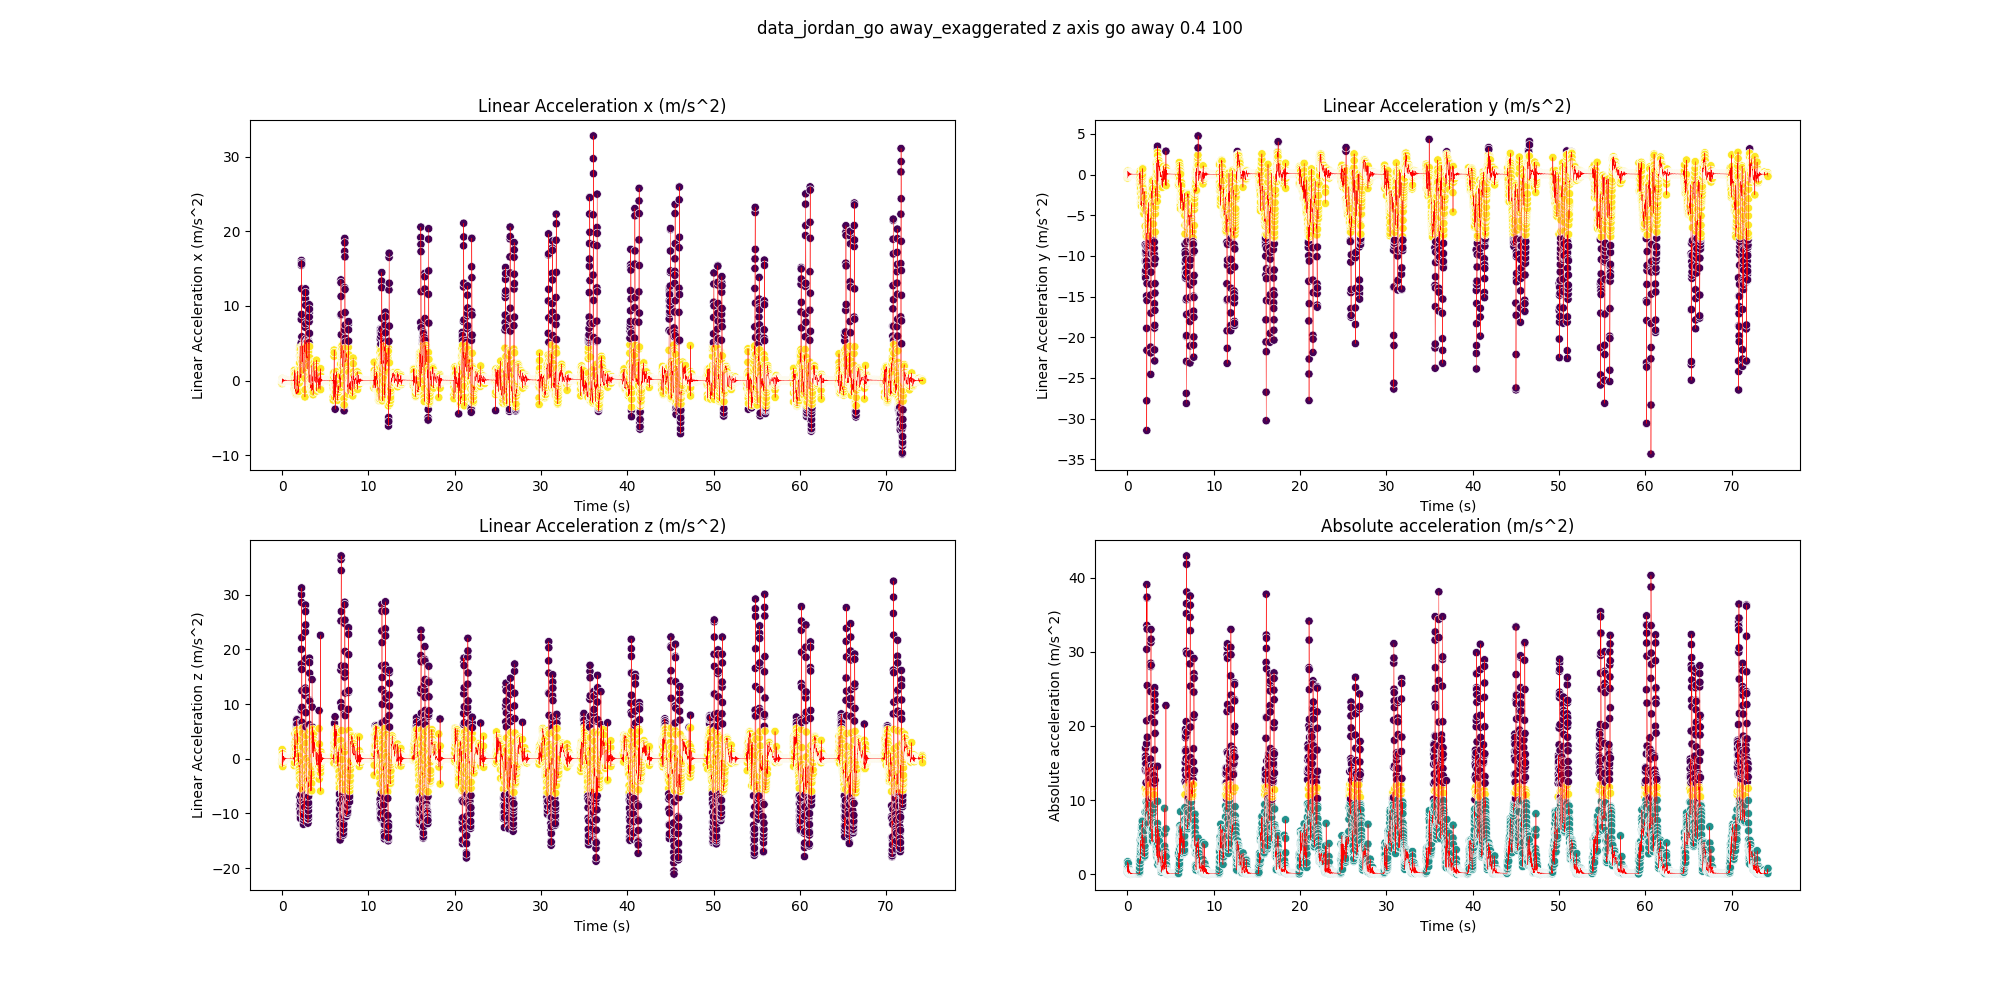 data_jordan_go away_exaggerated z axis go away 0.4 100
Linear Acceleration x (m/s^2)
Linear Acceleration x (m/s^2)
30
20
10
0
−10
0 10 20 30 40 50 60 70
Time (s)
Linear Acceleration y (m/s^2)
Linear Acceleration y (m/s^2)
5
0
−5
−10
−15
−20
−25
−30
−35
0 10 20 30 40 50 60 70
Time (s)
Linear Acceleration z (m/s^2)
Linear Acceleration z (m/s^2)
30
20
10
0
−10
−20
0 10 20 30 40 50 60 70
Time (s)
Absolute acceleration (m/s^2)
Absolute acceleration (m/s^2)
40
30
20
10
0
0 10 20 30 40 50 60 70
Time (s)